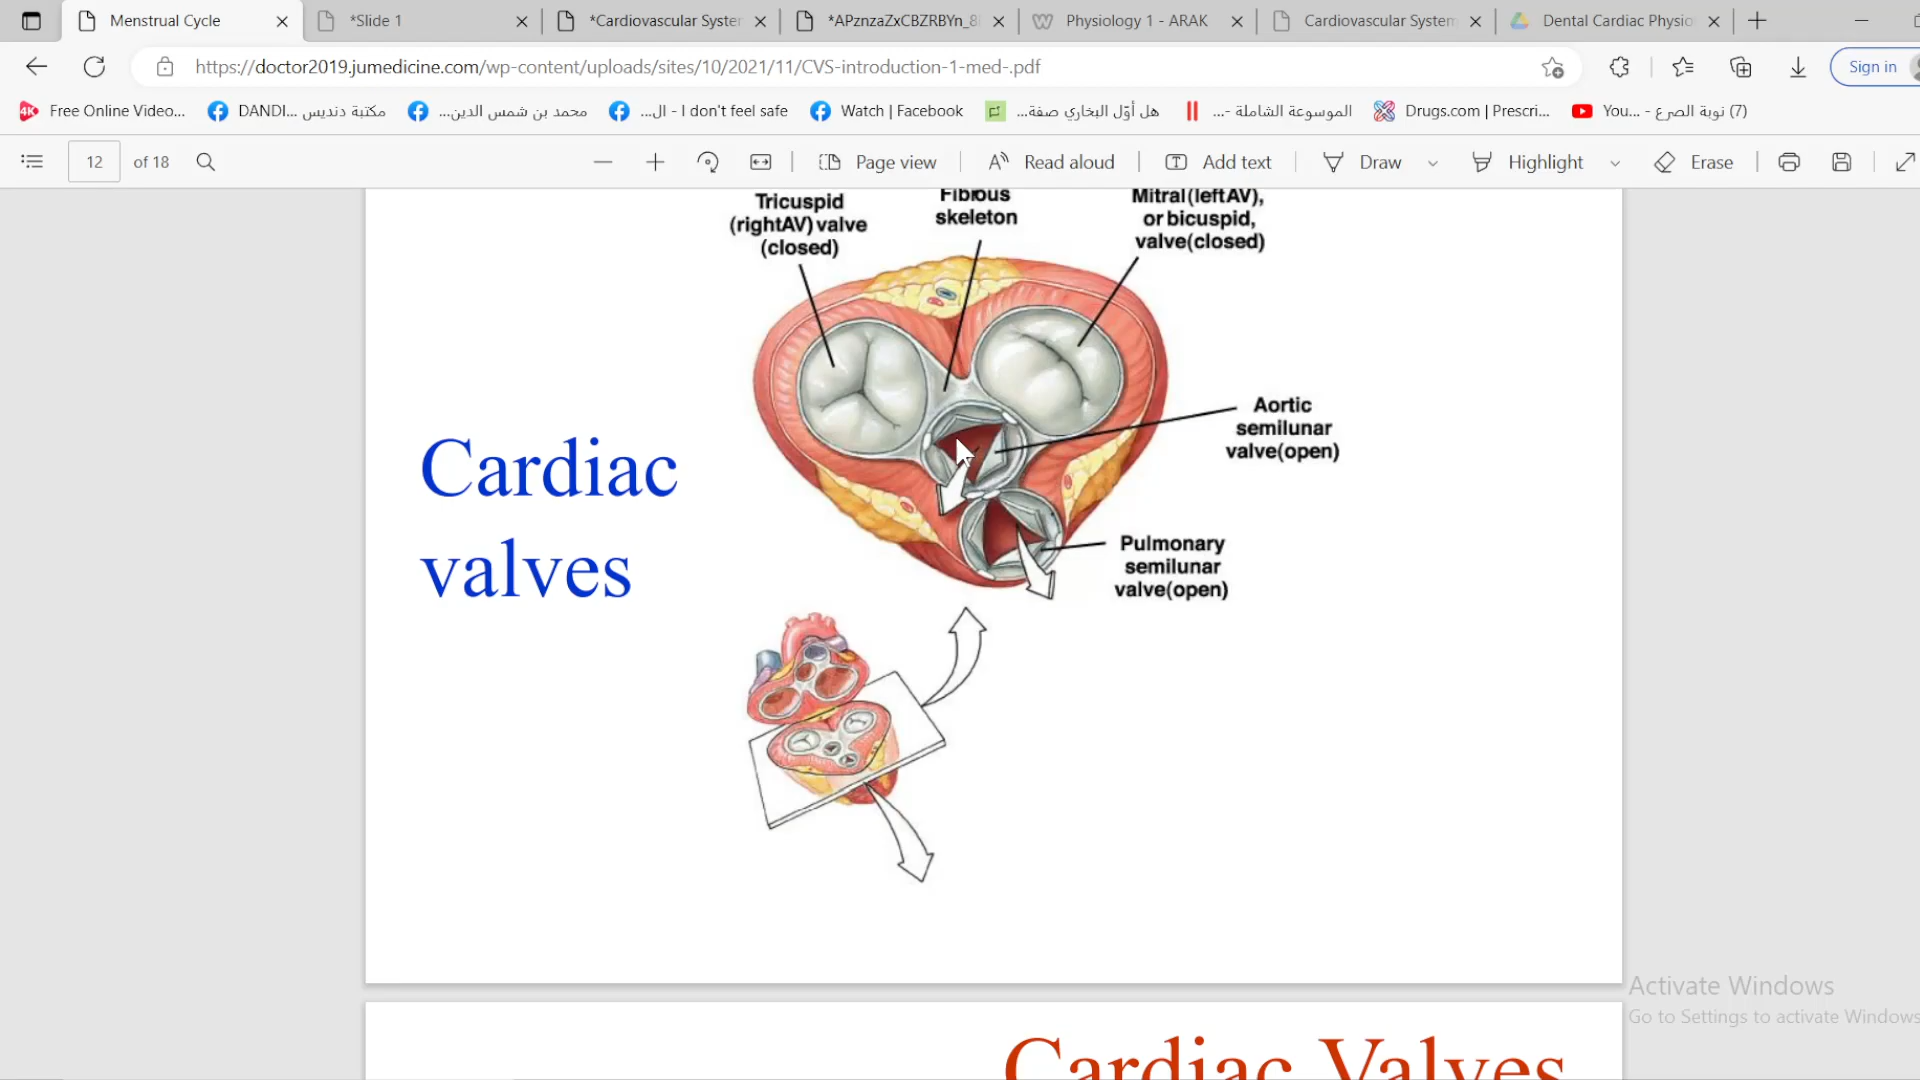 Menstrual Cycle
*Slide 1
*Cardiovascular System
*APznzaZxCBZRBYn_8
Physiology 1 - ARAK
Cardiovascular System
Dental Cardiac Physio
https://doctor2019.jumedicine.com/wp-content/uploads/sites/10/2021/11/CVS-introduction-1-med-.pdf
Sign in
Free Online Video...
DANDI... مكتبة دنديس
محمد بن شمس الدين...
ال... - I don't feel safe
Watch | Facebook
هل أوّل البخاري صفة...
الموسوعة الشاملة -...
Drugs.com | Prescri...
(7) نوبة الصرع - You...
12 of 18
Page view
Read aloud
Add text
Draw
Highlight
Erase
Tricuspid
(rightAV) valve
(closed)
Fibrous
skeleton
Mitral(leftAV),
or bicuspid,
valve(closed)
Aortic
semilunar
valve(open)
Cardiac
valves
Pulmonary
semilunar
valve(open)
Activate Windows
Go to Settings to activate Windows
Cardiac Valves